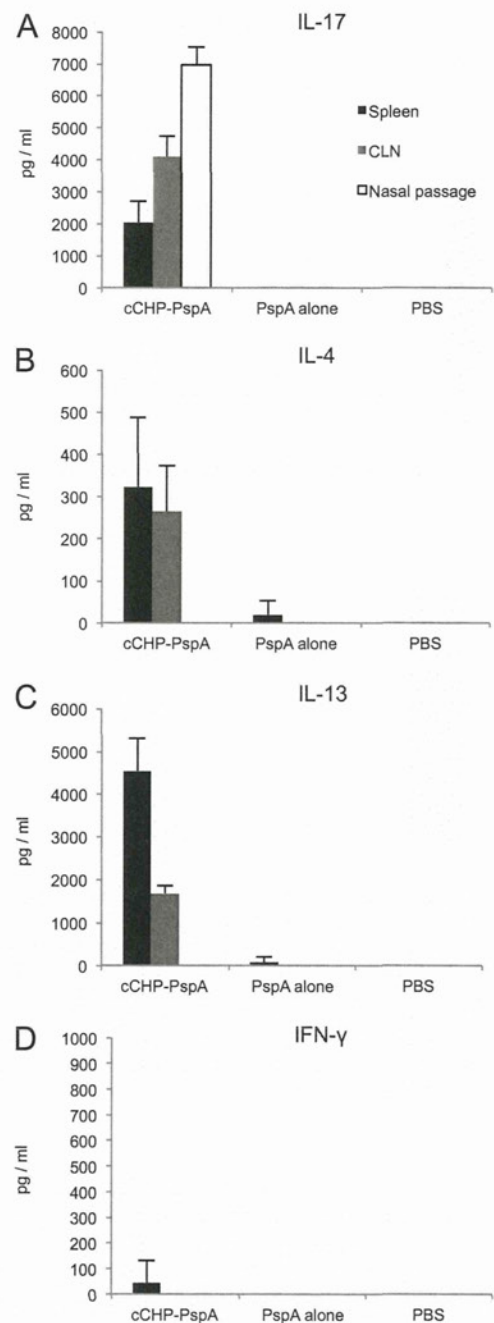 A
IL-17
8000
7000
6000
5000
4000
3000
2000
1000
0
pg / ml
Spleen
CLN
Nasal passage
cCHP-PspA PspA alone PBS
B
IL-4
600
500
400
300
200
100
0
pg / ml
cCHP-PspA PspA alone PBS
C
IL-13
6000
5000
4000
3000
2000
1000
0
pg / ml
cCHP-PspA PspA alone PBS
D
IFN-γ
1000
900
800
700
600
500
400
300
200
100
0
pg / ml
cCHP-PspA PspA alone PBS